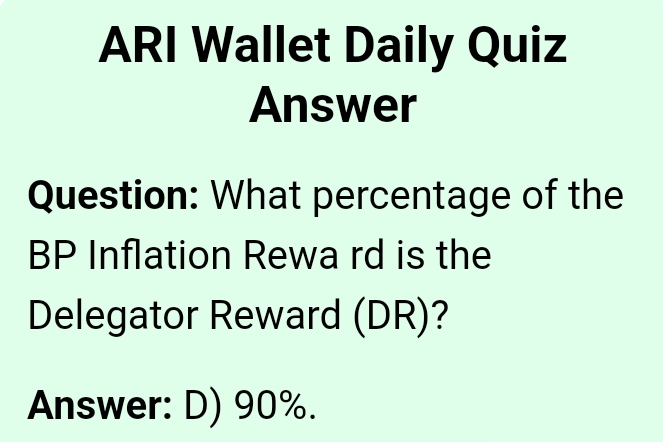 ARI Wallet Daily Quiz
Answer
Question: What percentage of the
BP Inflation Rewa rd is the
Delegator Reward (DR)?
Answer: D) 90%.